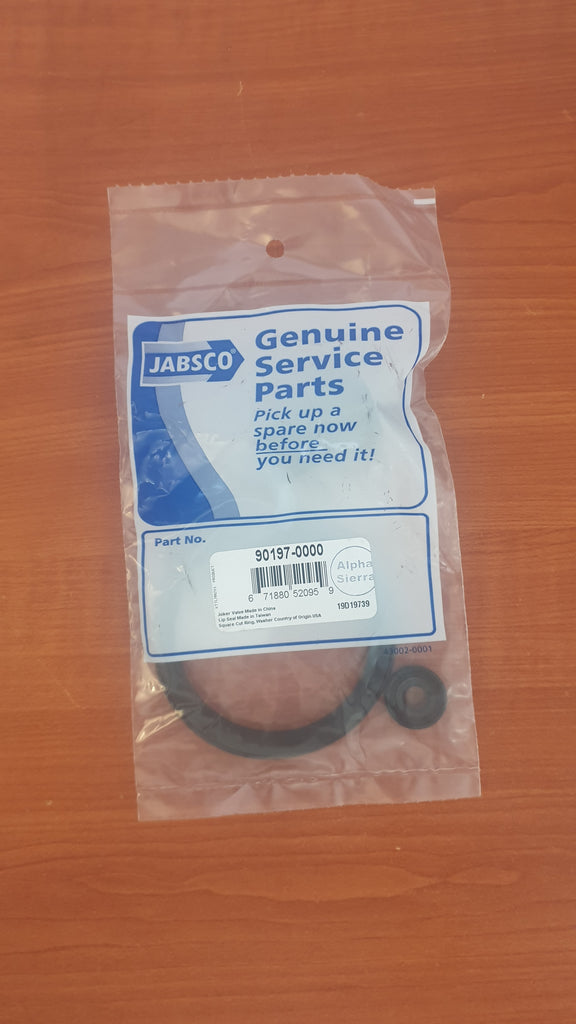 JABSCO®
Genuine
Service
Parts
Pick up a
spare now
before
you need it!
Part No.
90197-0000
6 71880 52095 9
Alpha
Sierra
19D19739
Joker Valve Made in China
Lip Seal Made in Taiwan
Square Cut Ring, Washer Country of Origin USA
43002-0001